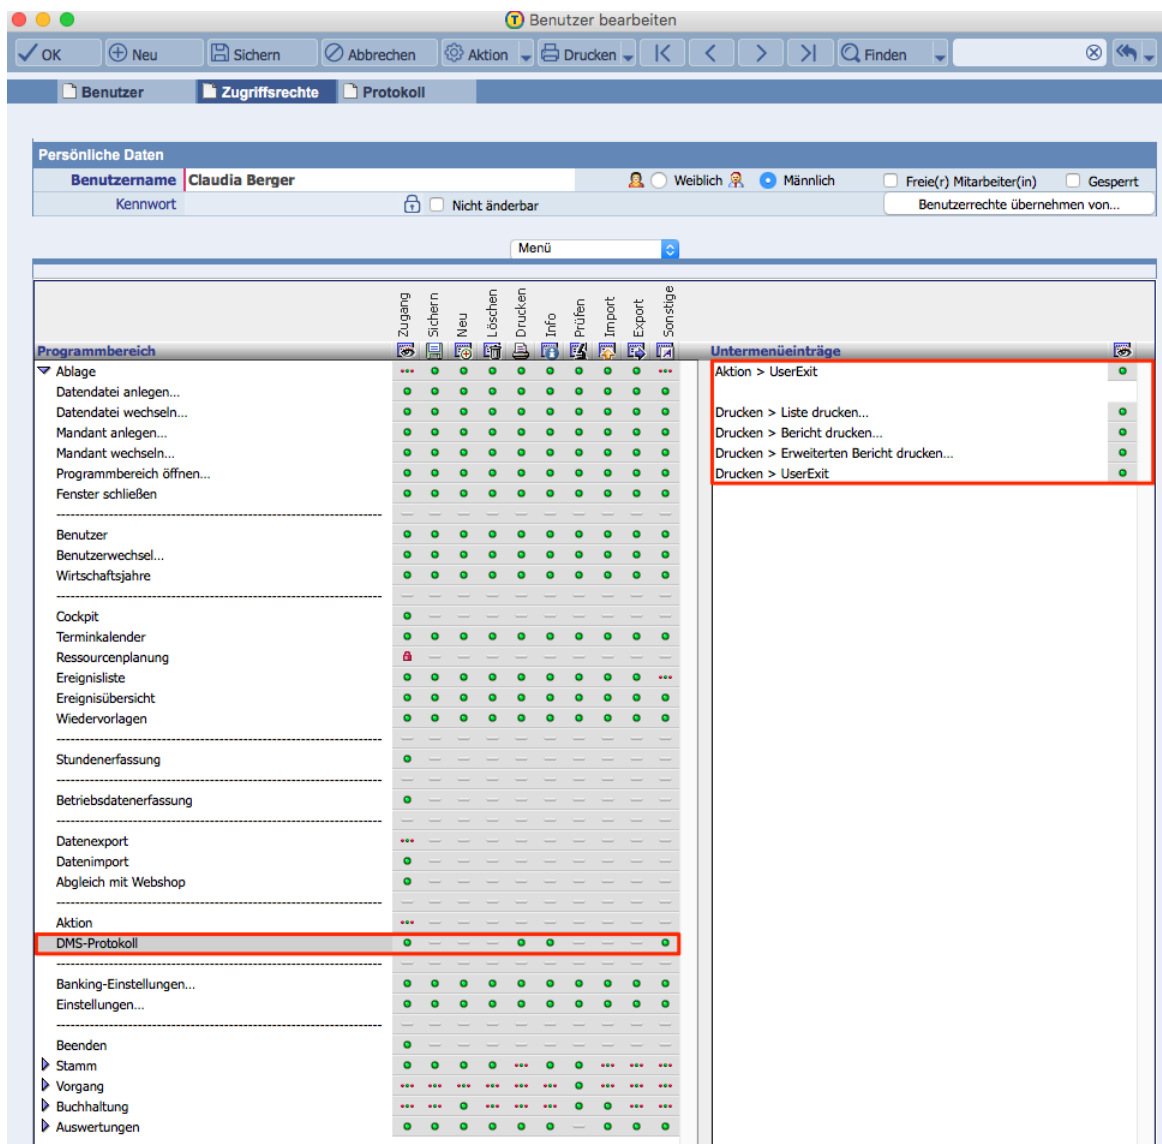 Benutzer bearbeiten
OK Neu Sichern Abbrechen Aktion Drucken Finden
Benutzer Zugriffsrechte Protokoll
Persönliche Daten
Benutzername Claudia Berger Weiblich Männlich Freie(r) Mitarbeiter(in) Gesperrt
Kennwort Nicht änderbar Benutzerrechte übernehmen von...
Menü
Zugang Sichern Neu Löschen Drucken Info Prüfen Import Export Sonstige
Programmbereich Untermenüeinträge
Ablage Aktion > UserExit
Datendatei anlegen...
Datendatei wechseln... Drucken > Liste drucken...
Mandant anlegen... Drucken > Bericht drucken...
Mandant wechseln... Drucken > Erweiterten Bericht drucken...
Programmbereich öffnen... Drucken > UserExit
Fenster schließen
Benutzer
Benutzerwechsel...
Wirtschaftsjahre
Cockpit
Terminkalender
Ressourcenplanung
Ereignisliste
Ereignisübersicht
Wiedervorlagen
Stundenerfassung
Betriebsdatenerfassung
Datenexport
Datenimport
Abgleich mit Webshop
Aktion
DMS-Protokoll
Banking-Einstellungen...
Einstellungen...
Beenden
Stamm
Vorgang
Buchhaltung
Auswertungen